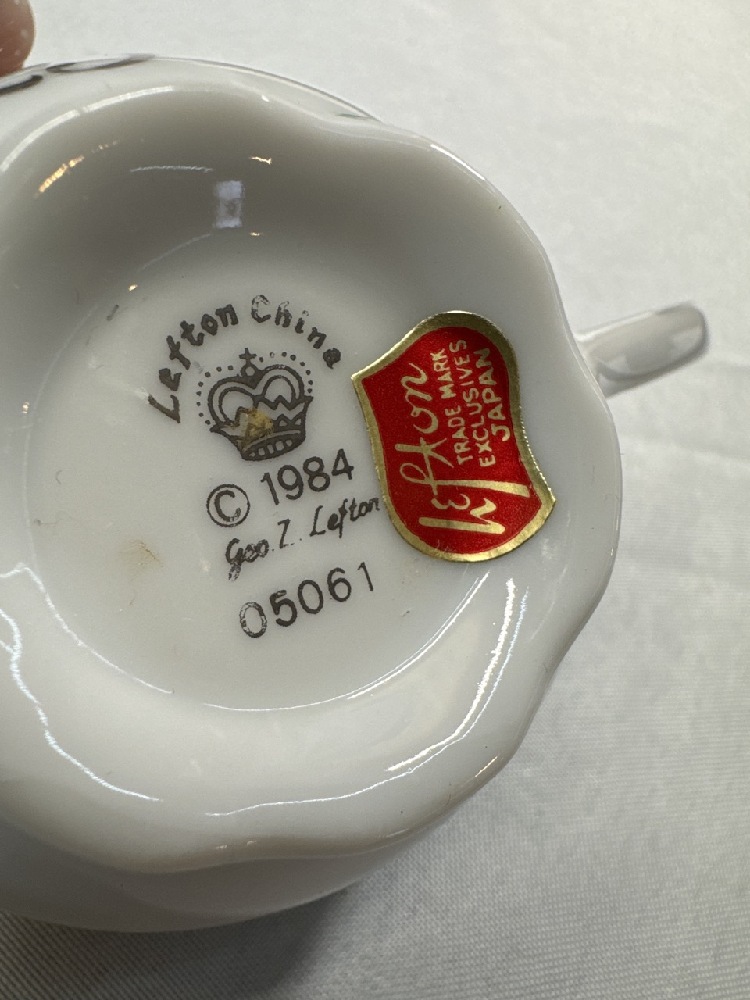 Lefton China
© 1984
Geo. Z. Lefton
05061
Lefton
TRADE MARK
EXCLUSIVES
JAPAN